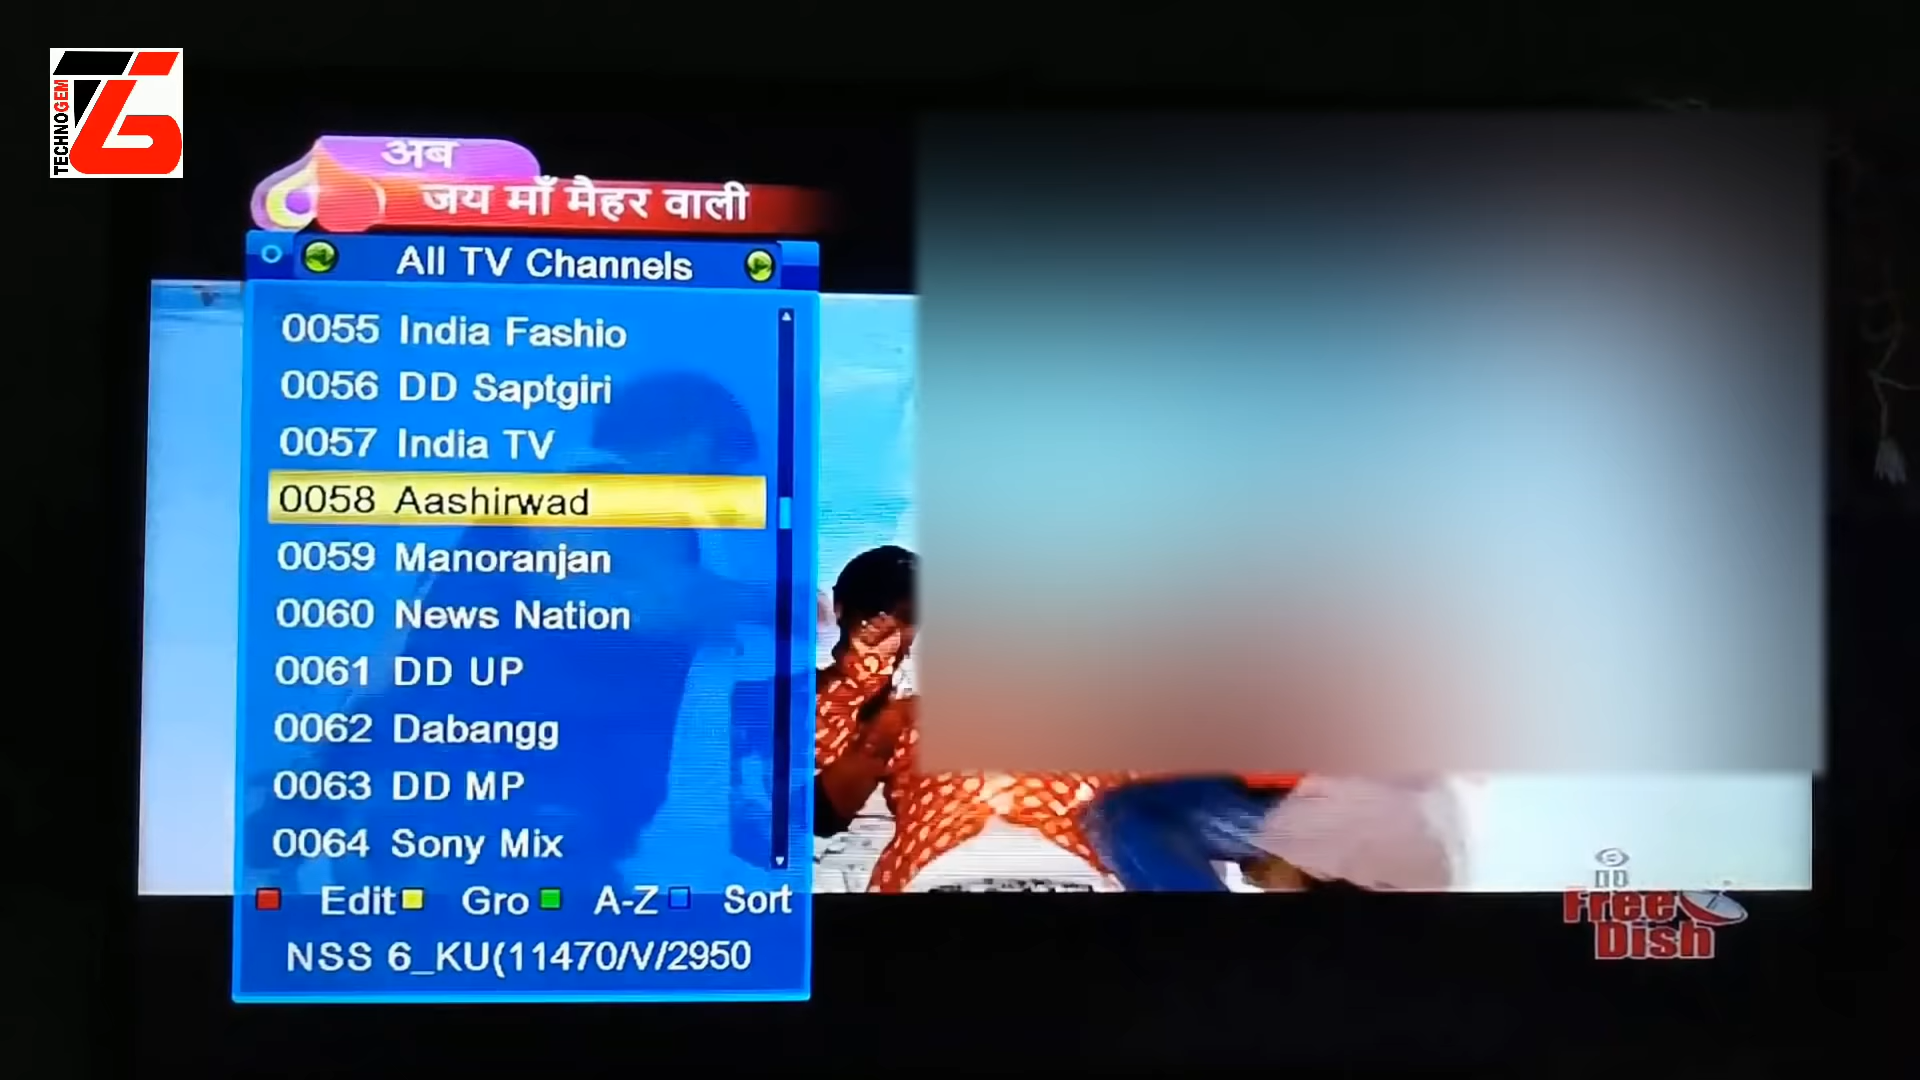 TECHNOGEM
अब
जय माँ मैहर वाली
All TV Channels
0055 India Fashio
0056 DD Saptgiri
0057 India TV
0058 Aashirwad
0059 Manoranjan
0060 News Nation
0061 DD UP
0062 Dabangg
0063 DD MP
0064 Sony Mix
Edit Gro A-Z Sort
NSS 6_KU(11470/V/2950
DD
Free
Dish